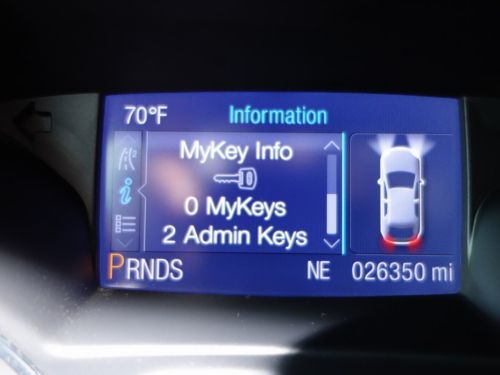 70°F Information
MyKey Info
0 MyKeys
2 Admin Keys
PRNDS NE 026350 mi